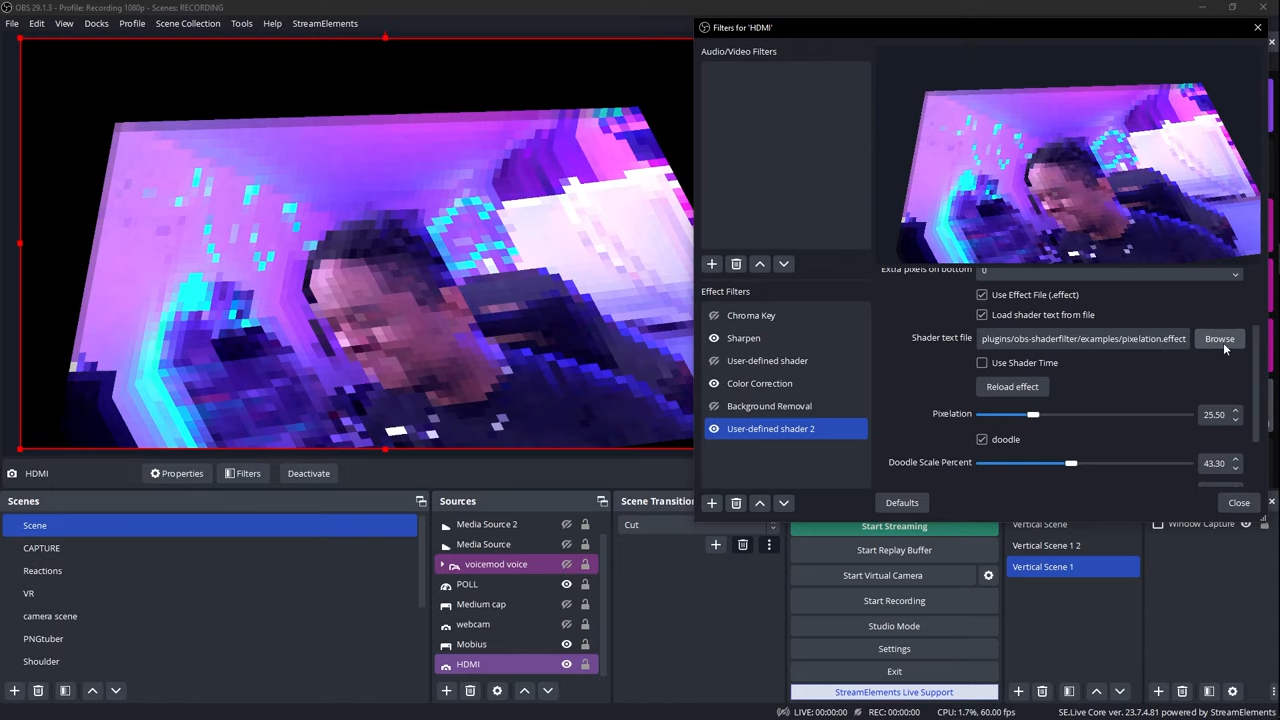 OBS 29.1.3 - Profile: Recording 1080p - Scenes: RECORDING
File Edit View Docks Profile Scene Collection Tools Help StreamElements
Filters for 'HDMI'
Audio/Video Filters
Effect Filters
Chroma Key
Sharpen
User-defined shader
Color Correction
Background Removal
User-defined shader 2
Extra pixels on bottom 0
Use Effect File (.effect)
Load shader text from file
Shader text file plugins/obs-shaderfilter/examples/pixelation.effect Browse
Use Shader Time
Reload effect
Pixelation 25.50
doodle
Doodle Scale Percent 43.30
Defaults Close
HDMI Properties Filters Deactivate
Scenes
Scene
CAPTURE
Reactions
VR
camera scene
PNGtuber
Shoulder
Sources
Media Source 2
Media Source
voicemod voice
POLL
Medium cap
webcam
Mobius
HDMI
Scene Transition
Cut
Start Streaming
Start Replay Buffer
Start Virtual Camera
Start Recording
Studio Mode
Settings
Exit
StreamElements Live Support
Vertical Scene
Vertical Scene 1 2
Vertical Scene 1
Window Capture
LIVE: 00:00:00 REC: 00:00:00 CPU: 1.7%, 60.00 fps SE.Live Core ver. 23.7.4.81 powered by StreamElements